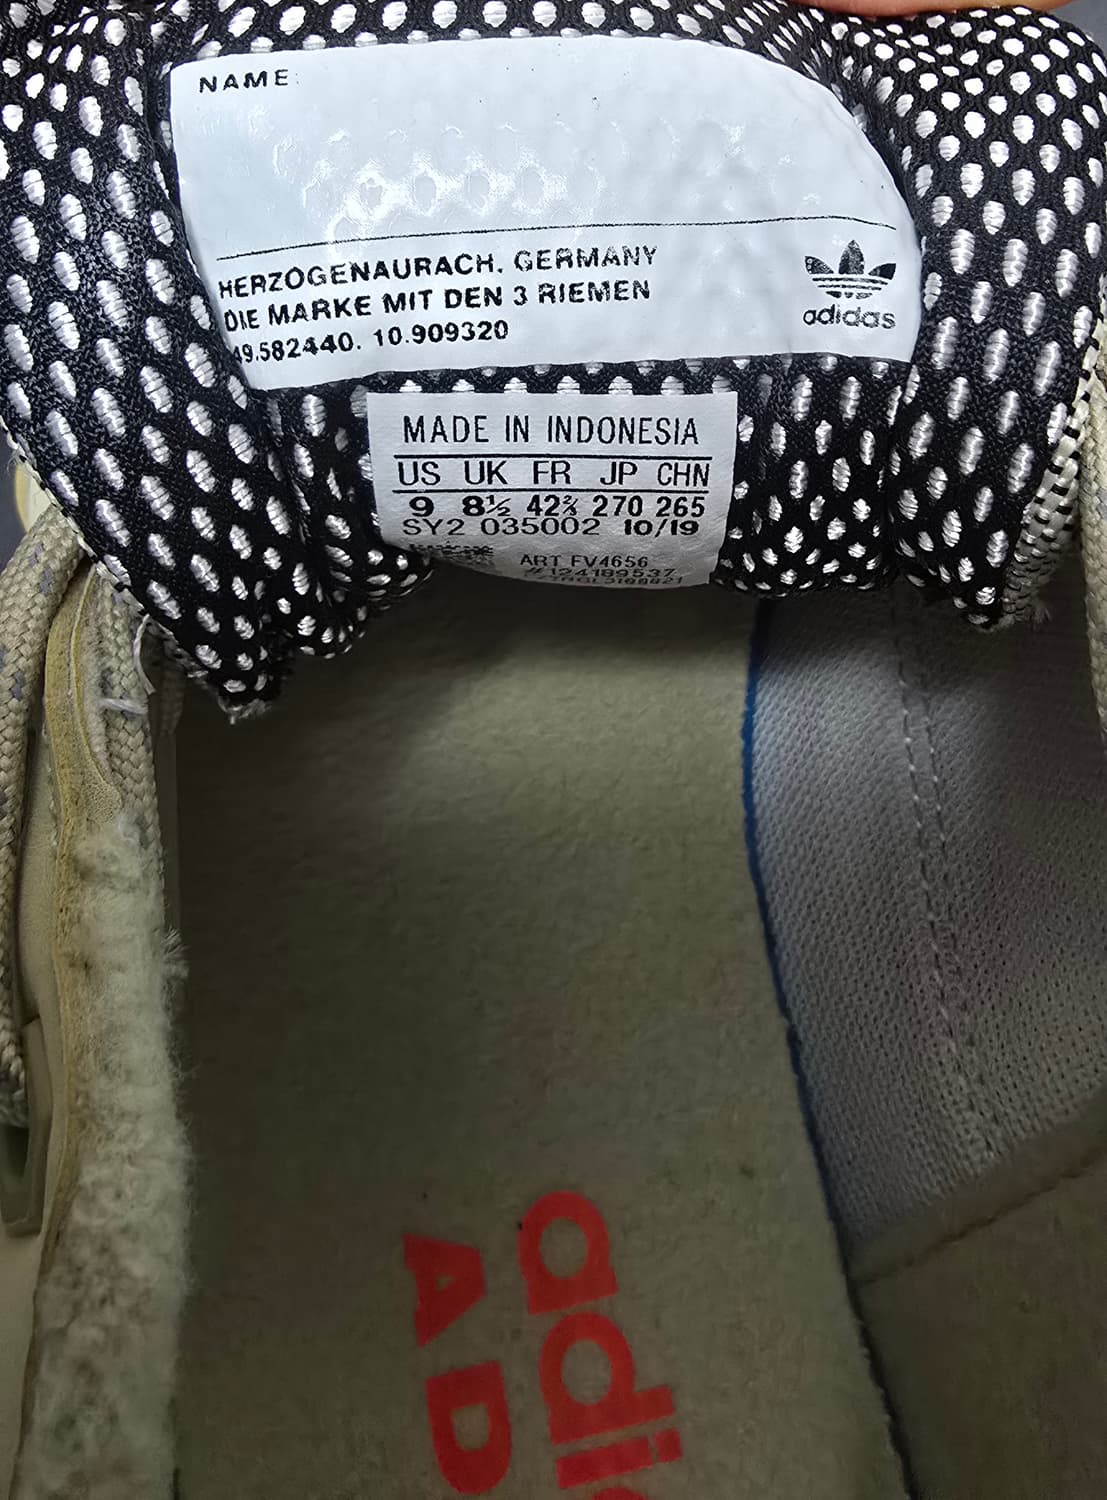 NAME:
HERZOGENAURACH. GERMANY
DIE MARKE MIT DEN 3 RIEMEN
49.582440. 10.909320
adidas
MADE IN INDONESIA
US UK FR JP CHN
9 8½ 42⅔ 270 265
SY2 035002 10/19
ART FV4656
#124189537
adi
AD